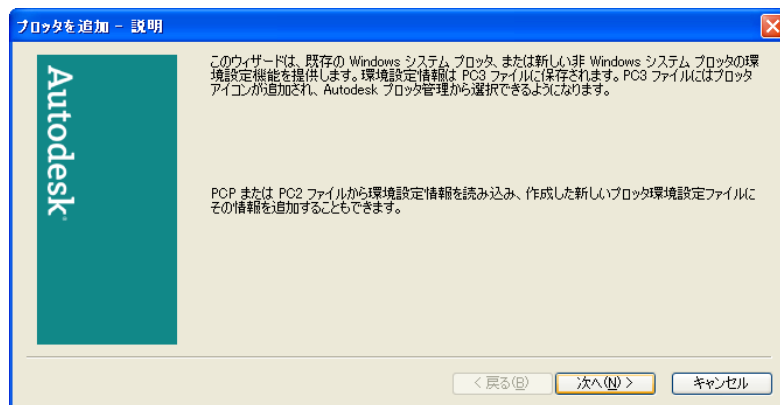 プロッタを追加 - 説明
Autodesk
このウィザードは、既存の Windows システム プロッタ、または新しい非 Windows システム プロッタの環
境設定機能を提供します。環境設定情報は PC3 ファイルに保存されます。PC3 ファイルにはプロッタ
アイコンが追加され、Autodesk プロッタ管理から選択できるようになります。
PCP または PC2 ファイルから環境設定情報を読み込み、作成した新しいプロッタ環境設定ファイルに
その情報を追加することもできます。
< 戻る(B)
次へ(N) >
キャンセル